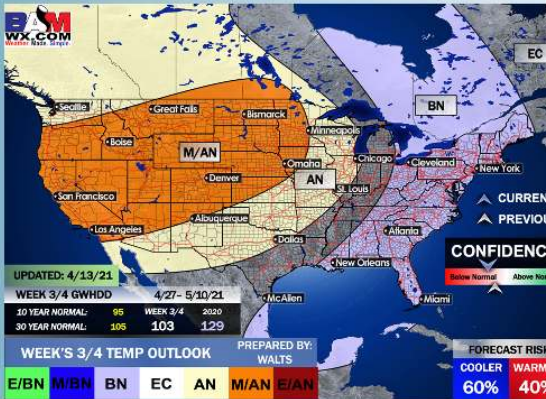 BAM
WX.COM
Weather Made Simple.
EC
Seattle
Great Falls
Bismarck
BN
Minneapolis
Boise
M/AN
Chicago
Cleveland
New York
Omaha
AN
Denver
St. Louis
San Francisco
CURREN
Albuquerque
PREVIOU
Los Angeles
Atlanta
Dallas
CONFIDENC
New Orleans
Below Normal Above Nor
UPDATED: 4/13/21
WEEK 3/4 GWHDD 4/27- 5/10/21
McAllen
Miami
10 YEAR NORMAL: 95 WEEK 3/4 2020
30 YEAR NORMAL: 105 103 129
WEEK'S 3/4 TEMP OUTLOOK
PREPARED BY:
WALTS
FORECAST RISK
COOLER WARM
60% 40%
E/BN M/BN BN EC AN M/AN E/AN